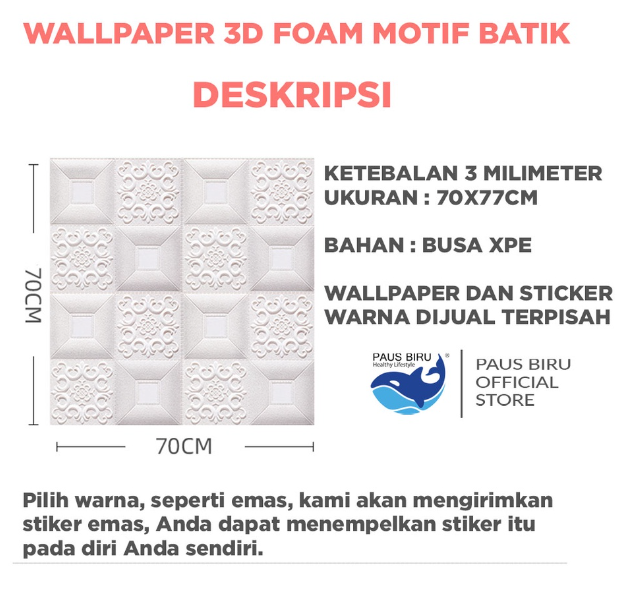 WALLPAPER 3D FOAM MOTIF BATIK
DESKRIPSI
KETEBALAN 3 MILIMETER
UKURAN : 70X77CM
BAHAN : BUSA XPE
WALLPAPER DAN STICKER
WARNA DIJUAL TERPISAH
70CM
70CM
PAUS BIRU ®
Healthy Lifestyle
PAUS BIRU
OFFICIAL
STORE
Pilih warna, seperti emas, kami akan mengirimkan
stiker emas, Anda dapat menempelkan stiker itu
pada diri Anda sendiri.